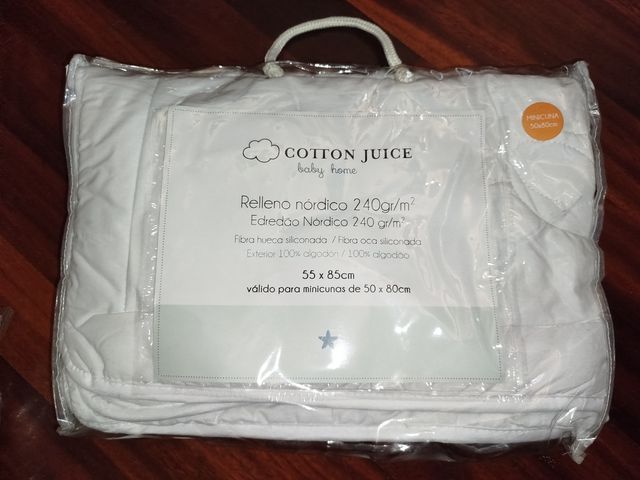 COTTON JUICE
baby home
Relleno nórdico 240gr/m²
Edredão Nórdico 240 gr/m²
Fibra hueca siliconada / Fibra oca siliconada
Exterior 100% algodón / 100% algodão
55 x 85cm
válido para minicunas de 50 x 80cm
MINICUNA
50x80cm